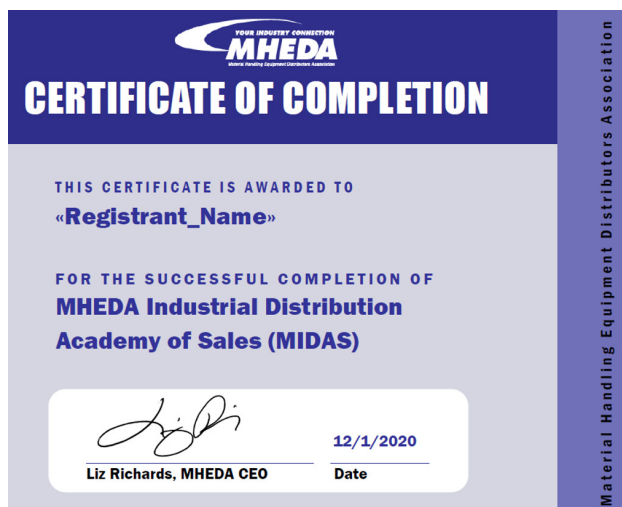 YOUR INDUSTRY CONNECTION
MHEDA
Material Handling Equipment Distributors Association
CERTIFICATE OF COMPLETION
THIS CERTIFICATE IS AWARDED TO
«Registrant_Name»
FOR THE SUCCESSFUL COMPLETION OF
MHEDA Industrial Distribution
Academy of Sales (MIDAS)
12/1/2020
Liz Richards, MHEDA CEO
Date
Material Handling Equipment Distributors Association